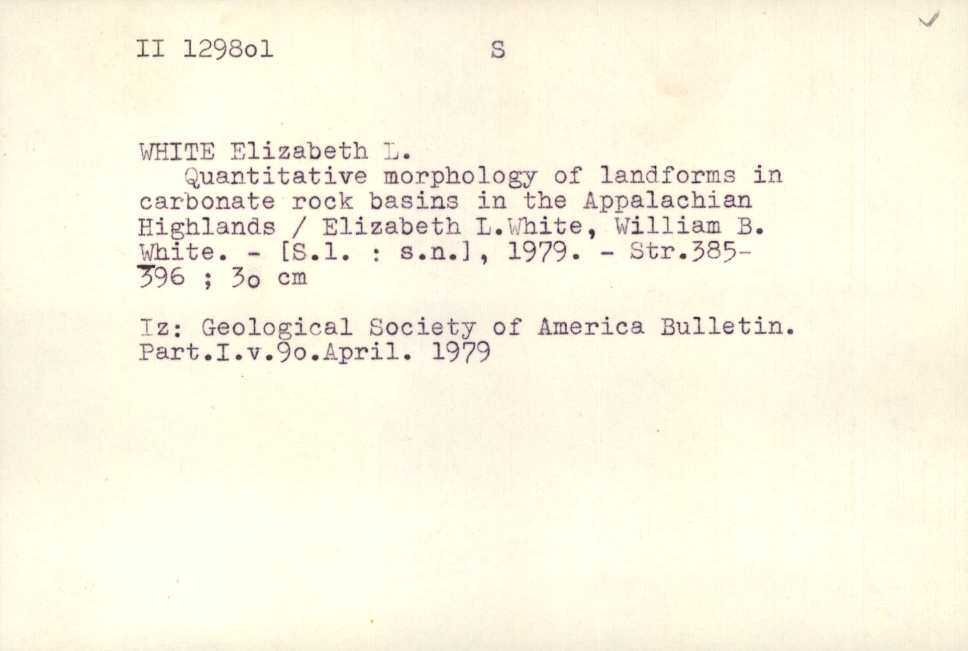 II 1298o1 S
WHITE Elizabeth L.
Quantitative morphology of landforms in
carbonate rock basins in the Appalachian
Highlands / Elizabeth L.White, William B.
White. - [S.l. : s.n.], 1979. - Str.385-
396 ; 3o cm
Iz: Geological Society of America Bulletin.
Part.I.v.9o.April. 1979